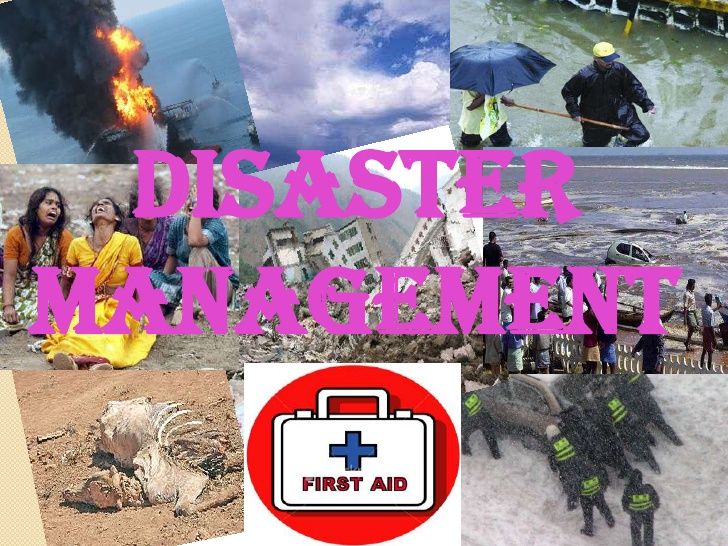 DISASTER
MANAGEMENT
FIRST AID